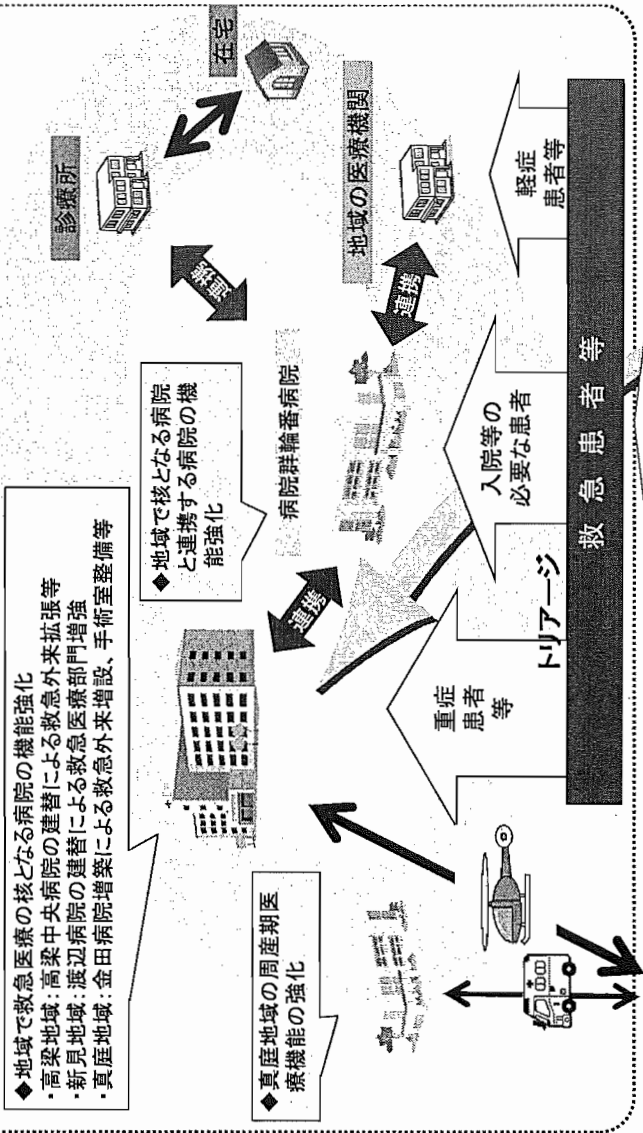 ◆地域で救急医療の核となる病院の機能強化
・高梁地域:高梁中央病院の建替による救急外来拡張等
・新見地域:渡辺病院の建替による救急医療部門増強
・真庭地域:金田病院増築による救急外来増設、手術室整備等
◆地域で核となる病院
と連携する病院の機
能強化
◆真庭地域の周産期医
療機能の強化
診療所
在宅
連携
病院群輪番病院
地域の医療機関
連携
連携
重症
患者
等
入院等の
必要な患者
軽症
患者等
トリアージ
救急患者等